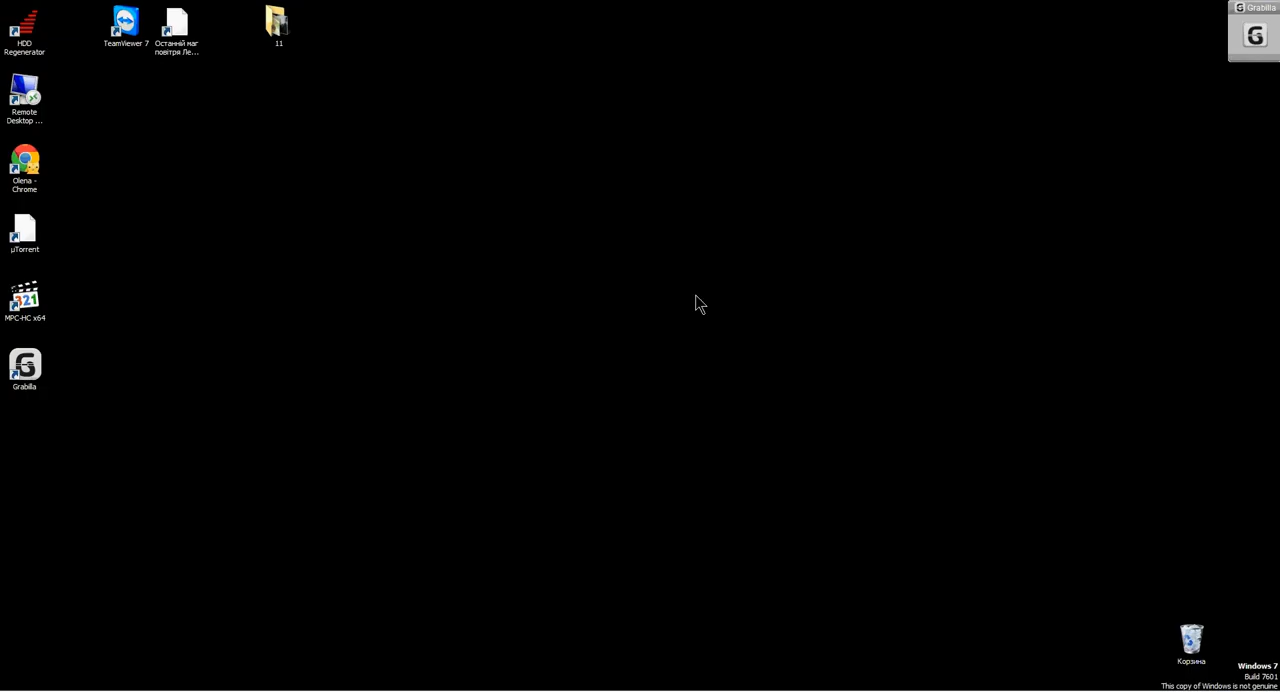 HDD
Regenerator
TeamViewer 7
Останній маг
повітря Ле...
11
Grabilla
Remote
Desktop ...
Olena -
Chrome
µTorrent
321
MPC-HC x64
Grabilla
Корзина
Windows 7
Build 7601
This copy of Windows is not genuine